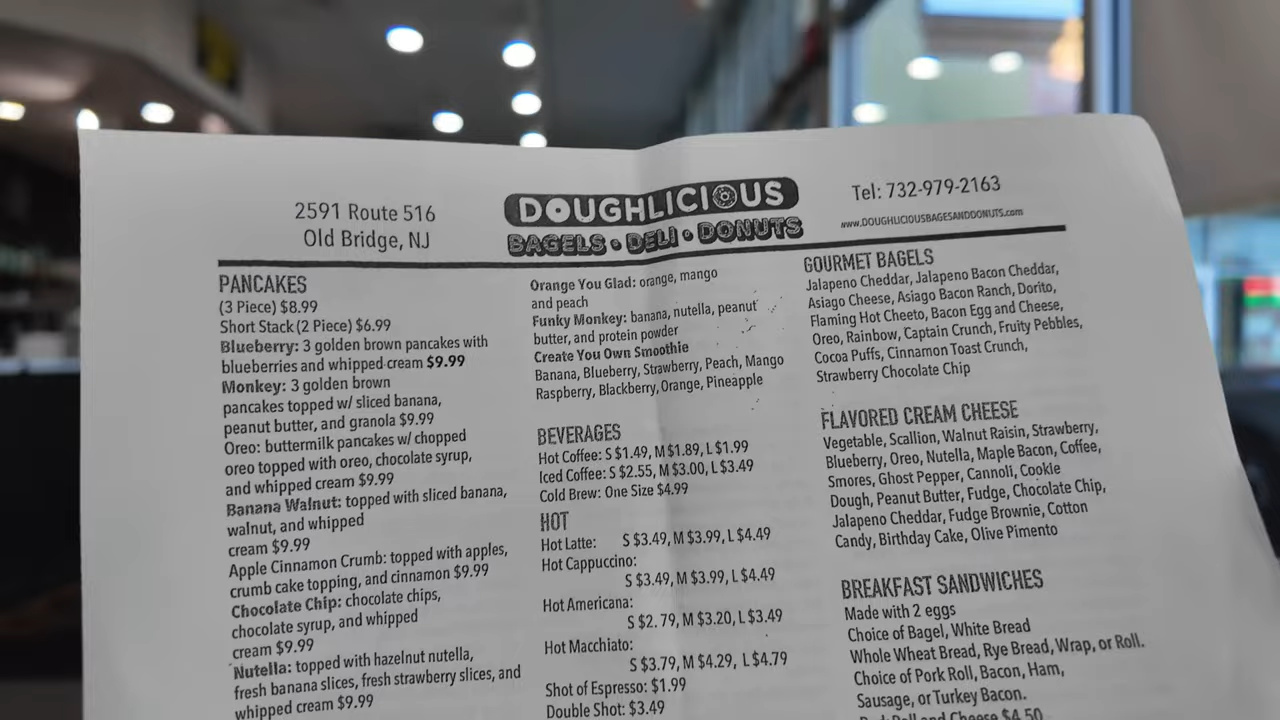 2591 Route 516
Old Bridge, NJ
DOUGHLICIOUS
BAGELS • DELI • DONUTS
Tel: 732-979-2163
www.DOUGHLICIOUSBAGESANDDONUTS.com
PANCAKES
(3 Piece) $8.99
Short Stack (2 Piece) $6.99
Blueberry: 3 golden brown pancakes with
blueberries and whipped cream $9.99
Monkey: 3 golden brown
pancakes topped w/ sliced banana,
peanut butter, and granola $9.99
Oreo: buttermilk pancakes w/ chopped
oreo topped with oreo, chocolate syrup,
and whipped cream $9.99
Banana Walnut: topped with sliced banana,
walnut, and whipped
cream $9.99
Apple Cinnamon Crumb: topped with apples,
crumb cake topping, and cinnamon $9.99
Chocolate Chip: chocolate chips,
chocolate syrup, and whipped
cream $9.99
Nutella: topped with hazelnut nutella,
fresh banana slices, fresh strawberry slices, and
whipped cream $9.99
Orange You Glad: orange, mango
and peach
Funky Monkey: banana, nutella, peanut
butter, and protein powder
Create You Own Smoothie
Banana, Blueberry, Strawberry, Peach, Mango
Raspberry, Blackberry, Orange, Pineapple
BEVERAGES
Hot Coffee: S $1.49, M $1.89, L $1.99
Iced Coffee: S $2.55, M $3.00, L $3.49
Cold Brew: One Size $4.99
HOT
Hot Latte: S $3.49, M $3.99, L $4.49
Hot Cappuccino:
S $3.49, M $3.99, L $4.49
Hot Americana:
S $2.79, M $3.20, L $3.49
Hot Macchiato:
S $3.79, M $4.29, L $4.79
Shot of Espresso: $1.99
Double Shot: $3.49
GOURMET BAGELS
Jalapeno Cheddar, Jalapeno Bacon Cheddar,
Asiago Cheese, Asiago Bacon Ranch, Dorito,
Flaming Hot Cheeto, Bacon Egg and Cheese,
Oreo, Rainbow, Captain Crunch, Fruity Pebbles,
Cocoa Puffs, Cinnamon Toast Crunch,
Strawberry Chocolate Chip
FLAVORED CREAM CHEESE
Vegetable, Scallion, Walnut Raisin, Strawberry,
Blueberry, Oreo, Nutella, Maple Bacon, Coffee,
Smores, Ghost Pepper, Cannoli, Cookie
Dough, Peanut Butter, Fudge, Chocolate Chip,
Jalapeno Cheddar, Fudge Brownie, Cotton
Candy, Birthday Cake, Olive Pimento
BREAKFAST SANDWICHES
Made with 2 eggs
Choice of Bagel, White Bread
Whole Wheat Bread, Rye Bread, Wrap, or Roll.
Choice of Pork Roll, Bacon, Ham,
Sausage, or Turkey Bacon.
Pork Roll and Cheese $4.50